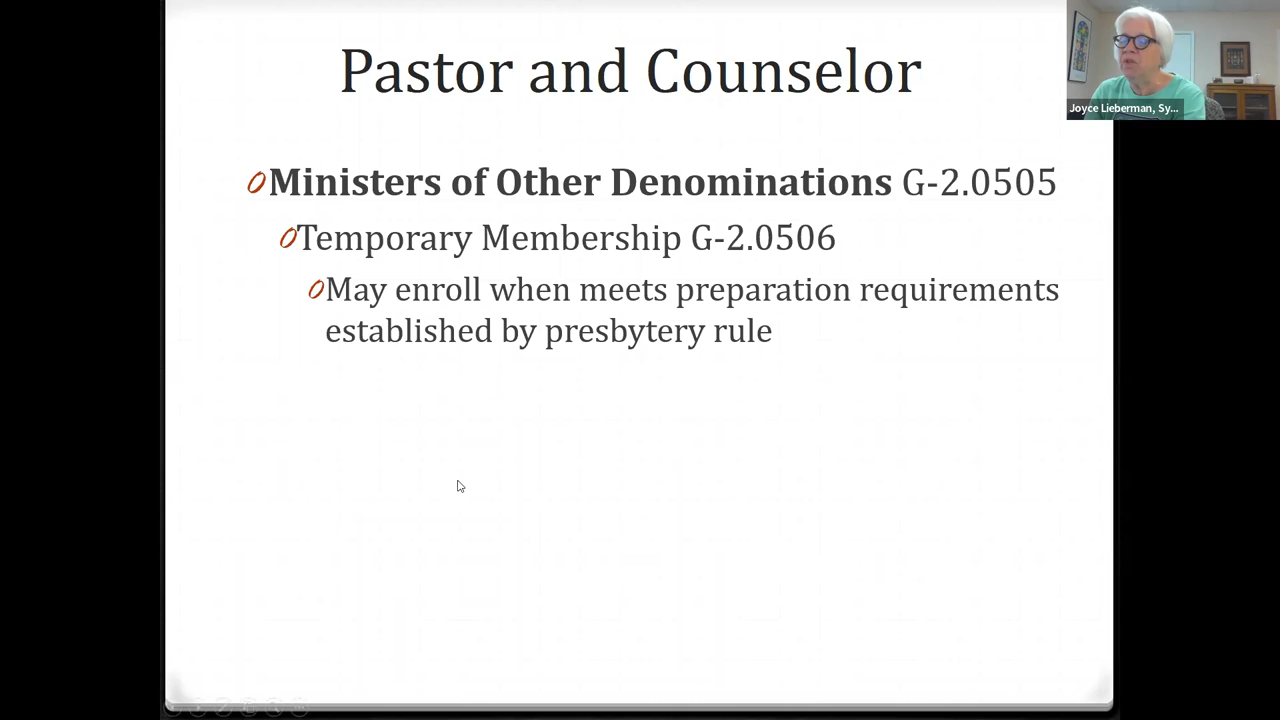 Pastor and Counselor
Joyce Lieberman, Sy...
Ministers of Other Denominations G-2.0505
Temporary Membership G-2.0506
May enroll when meets preparation requirements
established by presbytery rule